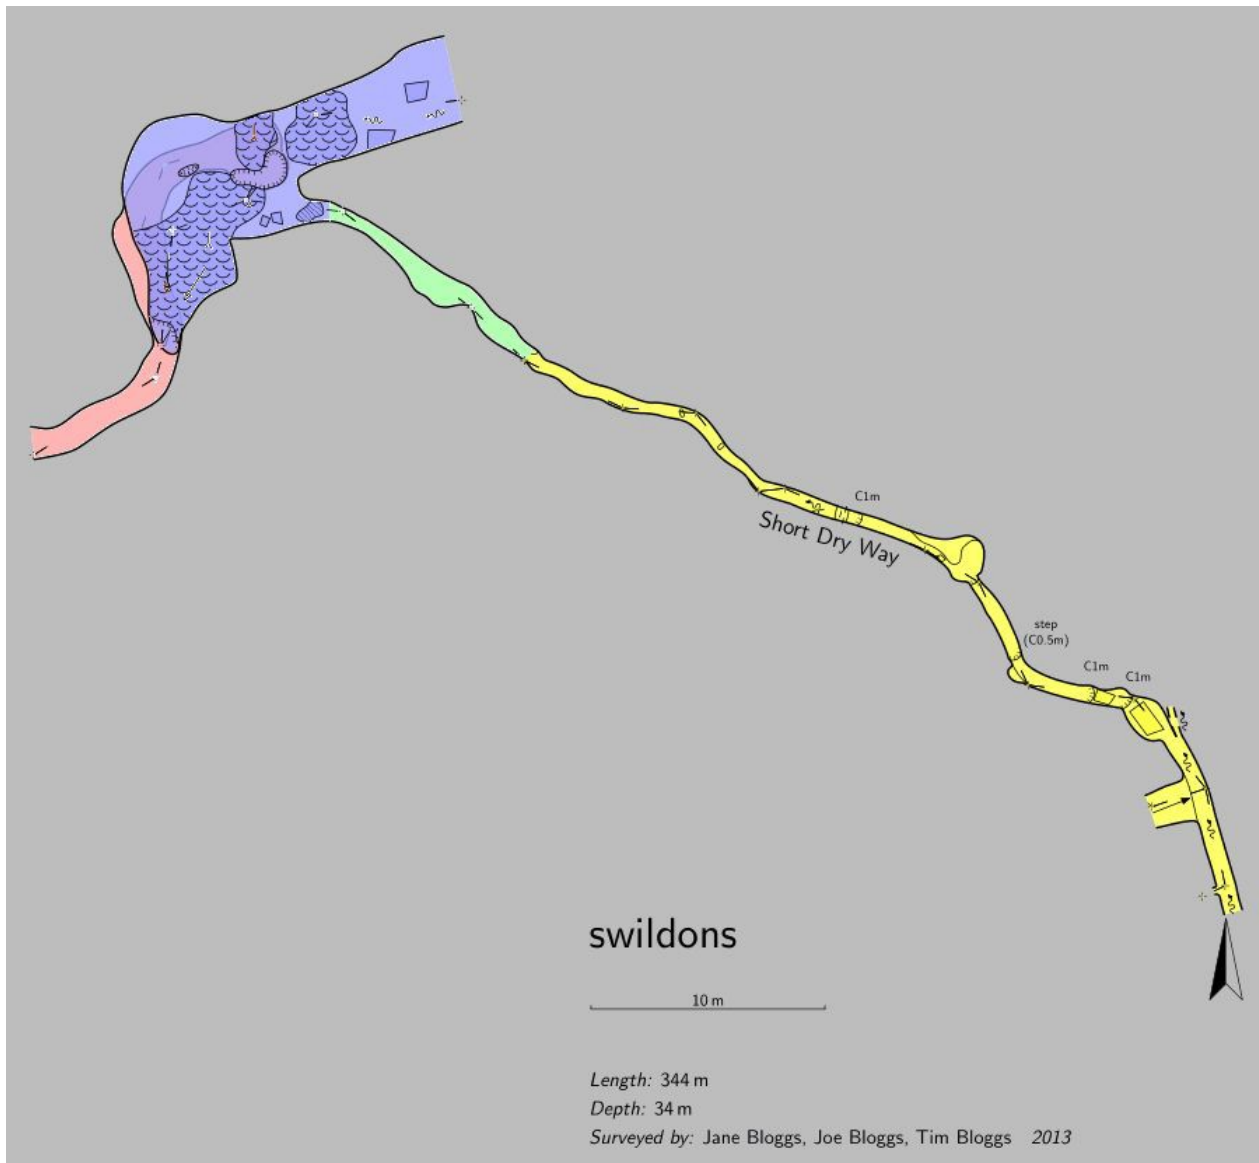 C1m
Short Dry Way
step
(C0.5m)
C1m
C1m
swildons
10 m
Length: 344 m
Depth: 34 m
Surveyed by: Jane Bloggs, Joe Bloggs, Tim Bloggs 2013